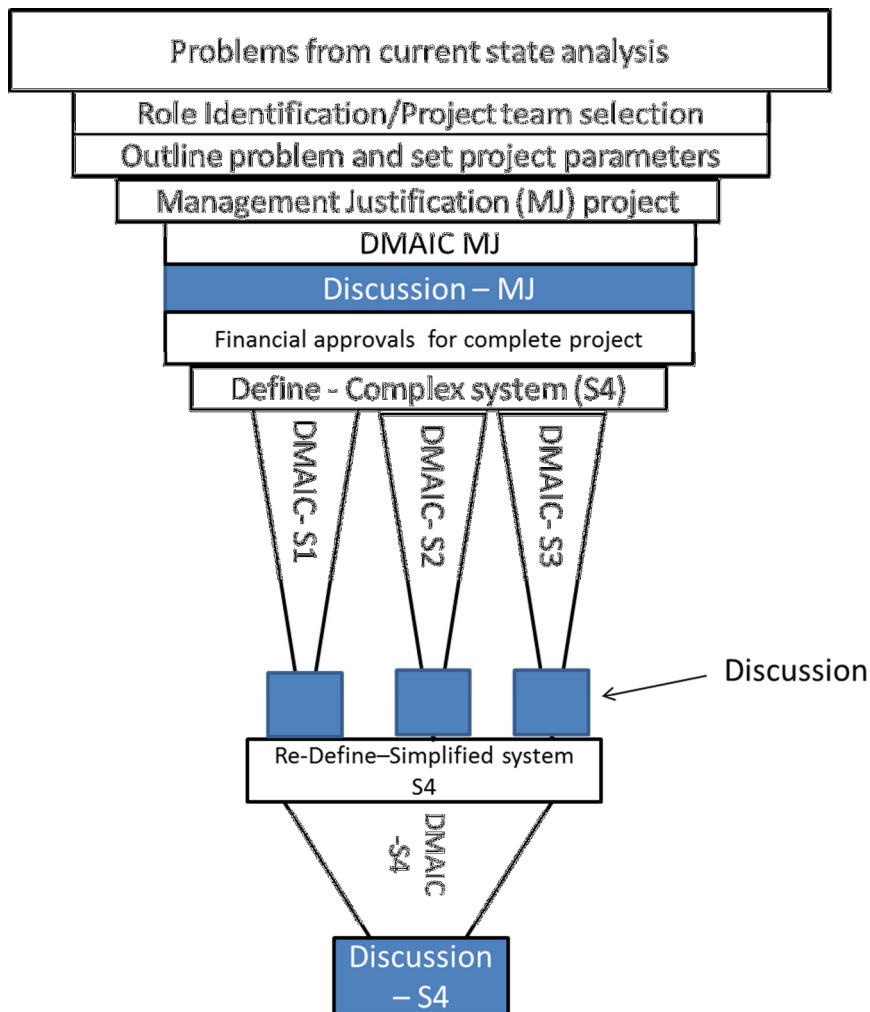 Problems from current state analysis
Role Identification/Project team selection
Outline problem and set project parameters
Management Justification (MJ) project
DMAIC MJ
Discussion – MJ
Financial approvals for complete project
Define - Complex system (S4)
DMAIC- S1
DMAIC- S2
DMAIC- S3
Discussion
Re-Define–Simplified system
S4
DMAIC
-S4
Discussion
– S4